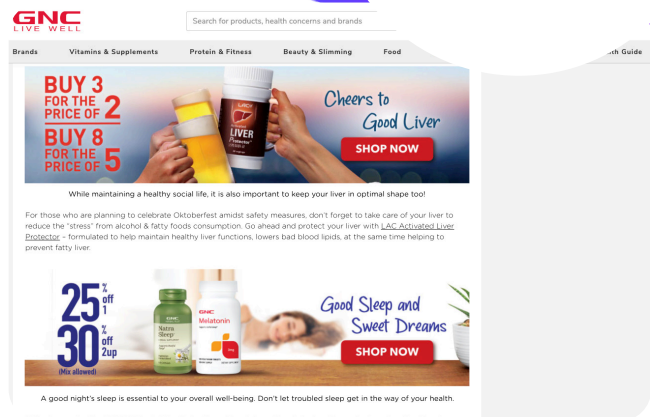 GNC
LIVE WELL
Search for products, health concerns and brands
Brands Vitamins & Supplements Protein & Fitness Beauty & Slimming Food th Guide
BUY 3
FOR THE
PRICE OF 2
BUY 8
FOR THE
PRICE OF 5
LAC
LIVER
Protector
Cheers to
Good Liver
SHOP NOW
While maintaining a healthy social life, it is also important to keep your liver in optimal shape too!
For those who are planning to celebrate Oktoberfest amidst safety measures, don't forget to take care of your liver to
reduce the "stress" from alcohol & fatty foods consumption. Go ahead and protect your liver with LAC Activated Liver
Protector – formulated to help maintain healthy liver functions, lowers bad blood lipids, at the same time helping to
prevent fatty liver.
25% off 1
30% off 2up
(Mix allowed)
GNC
Natra
Sleep
GNC
Melatonin
Good Sleep and
Sweet Dreams
SHOP NOW
A good night's sleep is essential to your overall well-being. Don't let troubled sleep get in the way of your health.